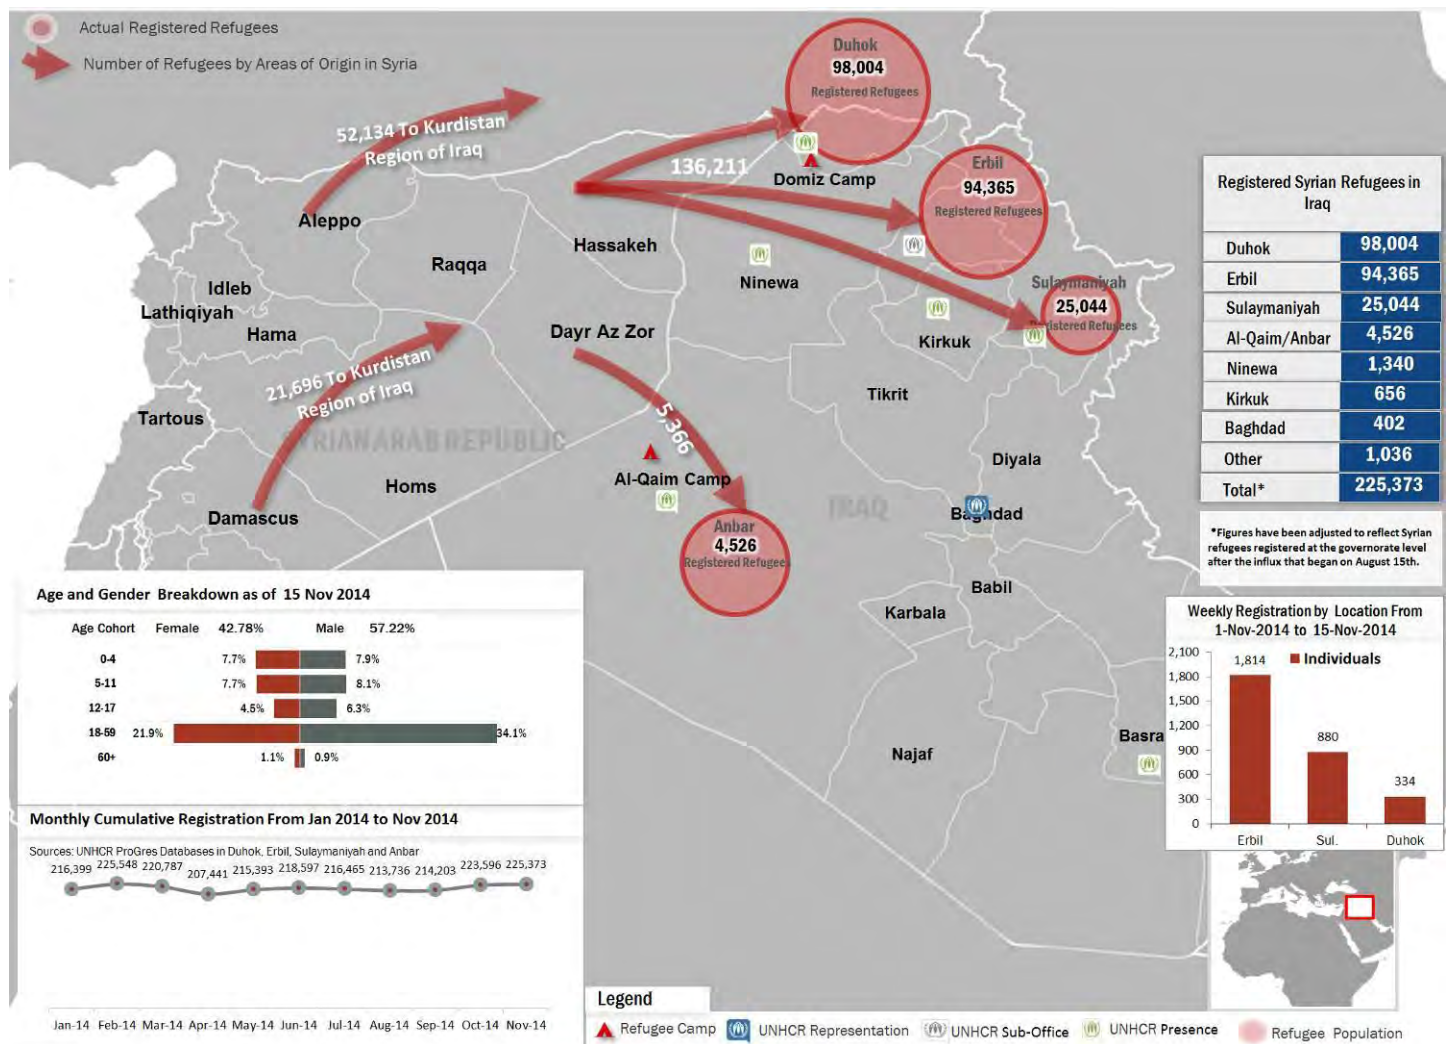 Actual Registered Refugees
Number of Refugees by Areas of Origin in Syria
52,134 To Kurdistan
Region of Iraq
Aleppo
Raqqa
Idleb
Lathiqiyah
Hama
21,696 To Kurdistan
Region of Iraq
Tartous
SYRIAN ARAB REPUBLIC
Homs
Damascus
Hassakeh
Dayr Az Zor
136,211
5,366
Al-Qaim Camp
Duhok
98,004
Registered Refugees
Domiz Camp
Erbil
94,365
Registered Refugees
Ninewa
Sulaymaniyah
25,044
Registered Refugees
Kirkuk
Tikrit
Diyala
IRAQ
Baghdad
Anbar
4,526
Registered Refugees
Babil
Karbala
Najaf
Basra
Registered Syrian Refugees in
Iraq
Duhok 98,004
Erbil 94,365
Sulaymaniyah 25,044
Al-Qaim/Anbar 4,526
Ninewa 1,340
Kirkuk 656
Baghdad 402
Other 1,036
Total* 225,373
*Figures have been adjusted to reflect Syrian
refugees registered at the governorate level
after the influx that began on August 15th.
Weekly Registration by Location From
1-Nov-2014 to 15-Nov-2014
Individuals
2,100
1,800
1,500
1,200
900
600
300
0
1,814
880
334
Erbil Sul. Duhok
Age and Gender Breakdown as of 15 Nov 2014
Age Cohort Female 42.78% Male 57.22%
0-4 7.7% 7.9%
5-11 7.7% 8.1%
12-17 4.5% 6.3%
18-59 21.9% 34.1%
60+ 1.1% 0.9%
Monthly Cumulative Registration From Jan 2014 to Nov 2014
Sources: UNHCR ProGres Databases in Duhok, Erbil, Sulaymaniyah and Anbar
216,399 225,548 220,787 207,441 215,393 218,597 216,465 213,736 214,203 223,596 225,373
Jan-14 Feb-14 Mar-14 Apr-14 May-14 Jun-14 Jul-14 Aug-14 Sep-14 Oct-14 Nov-14
Legend
Refugee Camp UNHCR Representation UNHCR Sub-Office UNHCR Presence Refugee Population